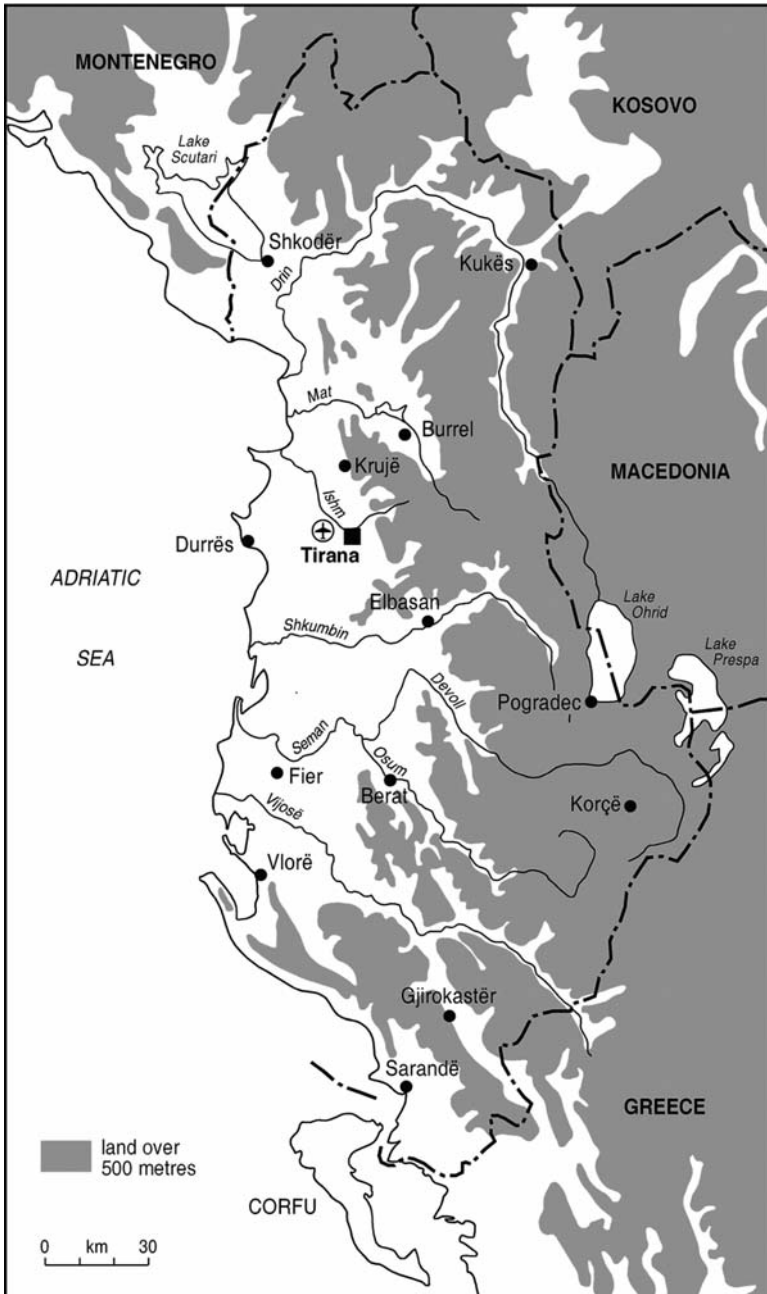 MONTENEGRO
KOSOVO
Lake
Scutari
Shkodër
Kukës
Drin
Mat
Burrel
Krujë
MACEDONIA
Ishm
Durrës
Tirana
ADRIATIC
SEA
Elbasan
Lake
Ohrid
Shkumbin
Lake
Prespa
Devoll
Pogradec
Seman
Osum
Fier
Berat
Korçë
Vijosë
Vlorë
Gjirokastër
Sarandë
GREECE
land over
500 metres
CORFU
0 km 30